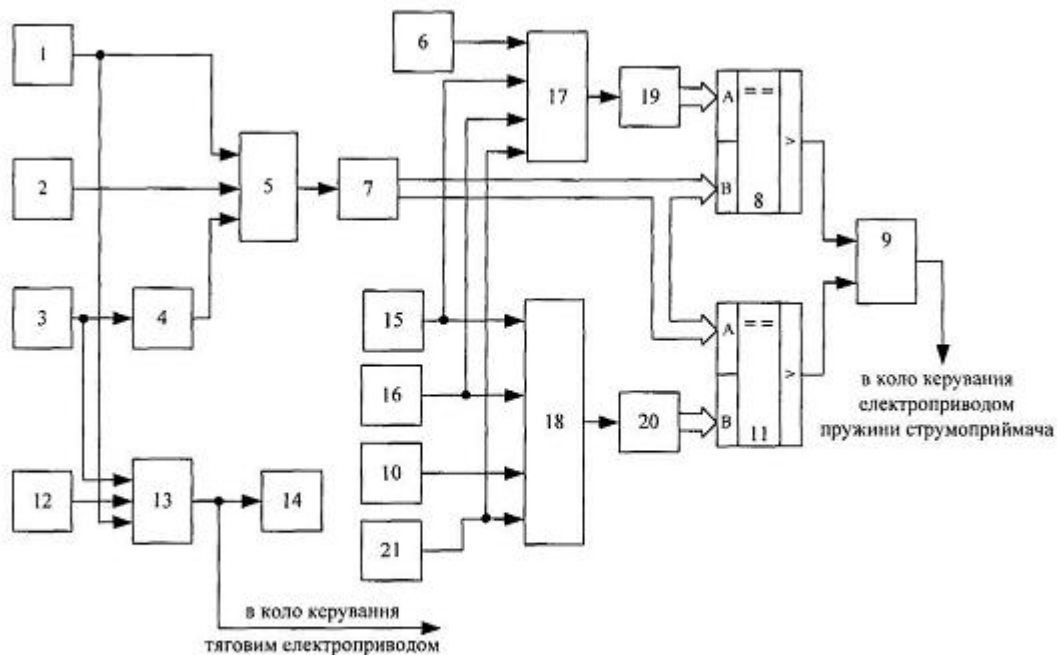 1
6
17
19
A
==
>
B
8
2
5
7
9
3
4
15
16
18
20
A
==
>
B
11
в коло керування
електроприводом
пружини струмоприймача
12
13
14
10
21
в коло керування
тяговим електроприводом